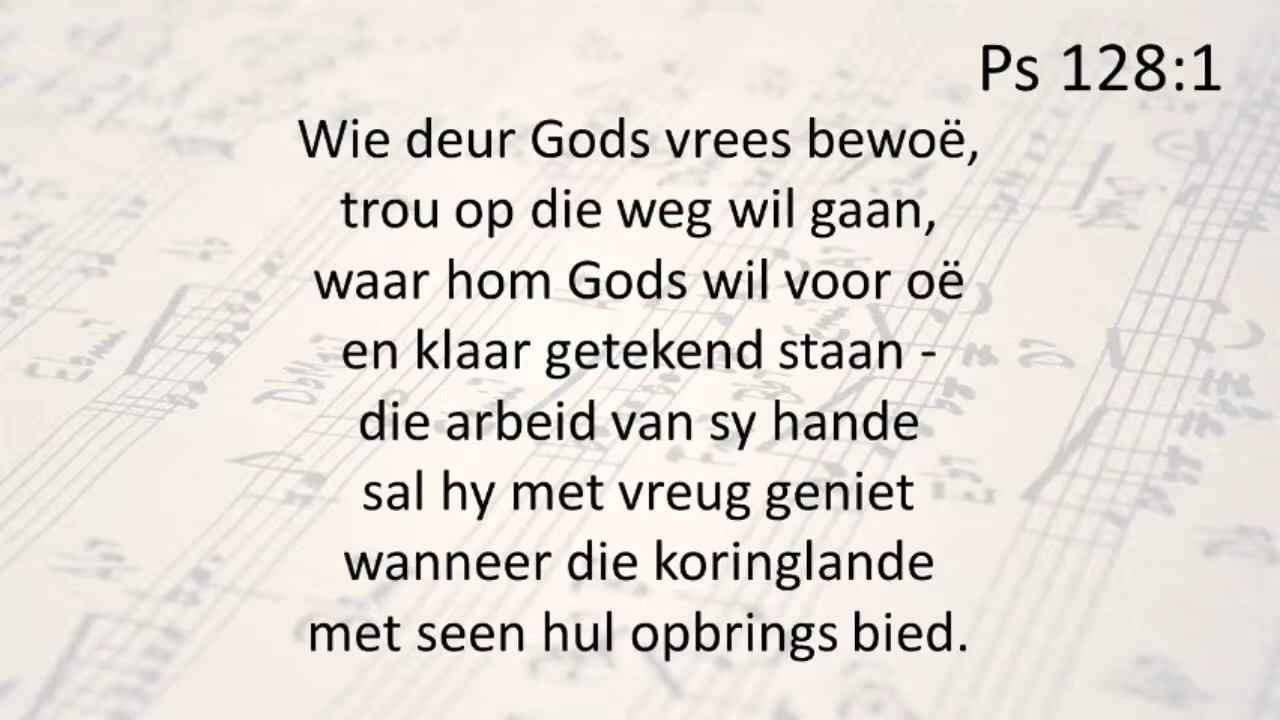 Ps 128:1
Wie deur Gods vrees bewoë,
trou op die weg wil gaan,
waar hom Gods wil voor oë
en klaar getekend staan -
die arbeid van sy hande
sal hy met vreug geniet
wanneer die koringlande
met seen hul opbrings bied.